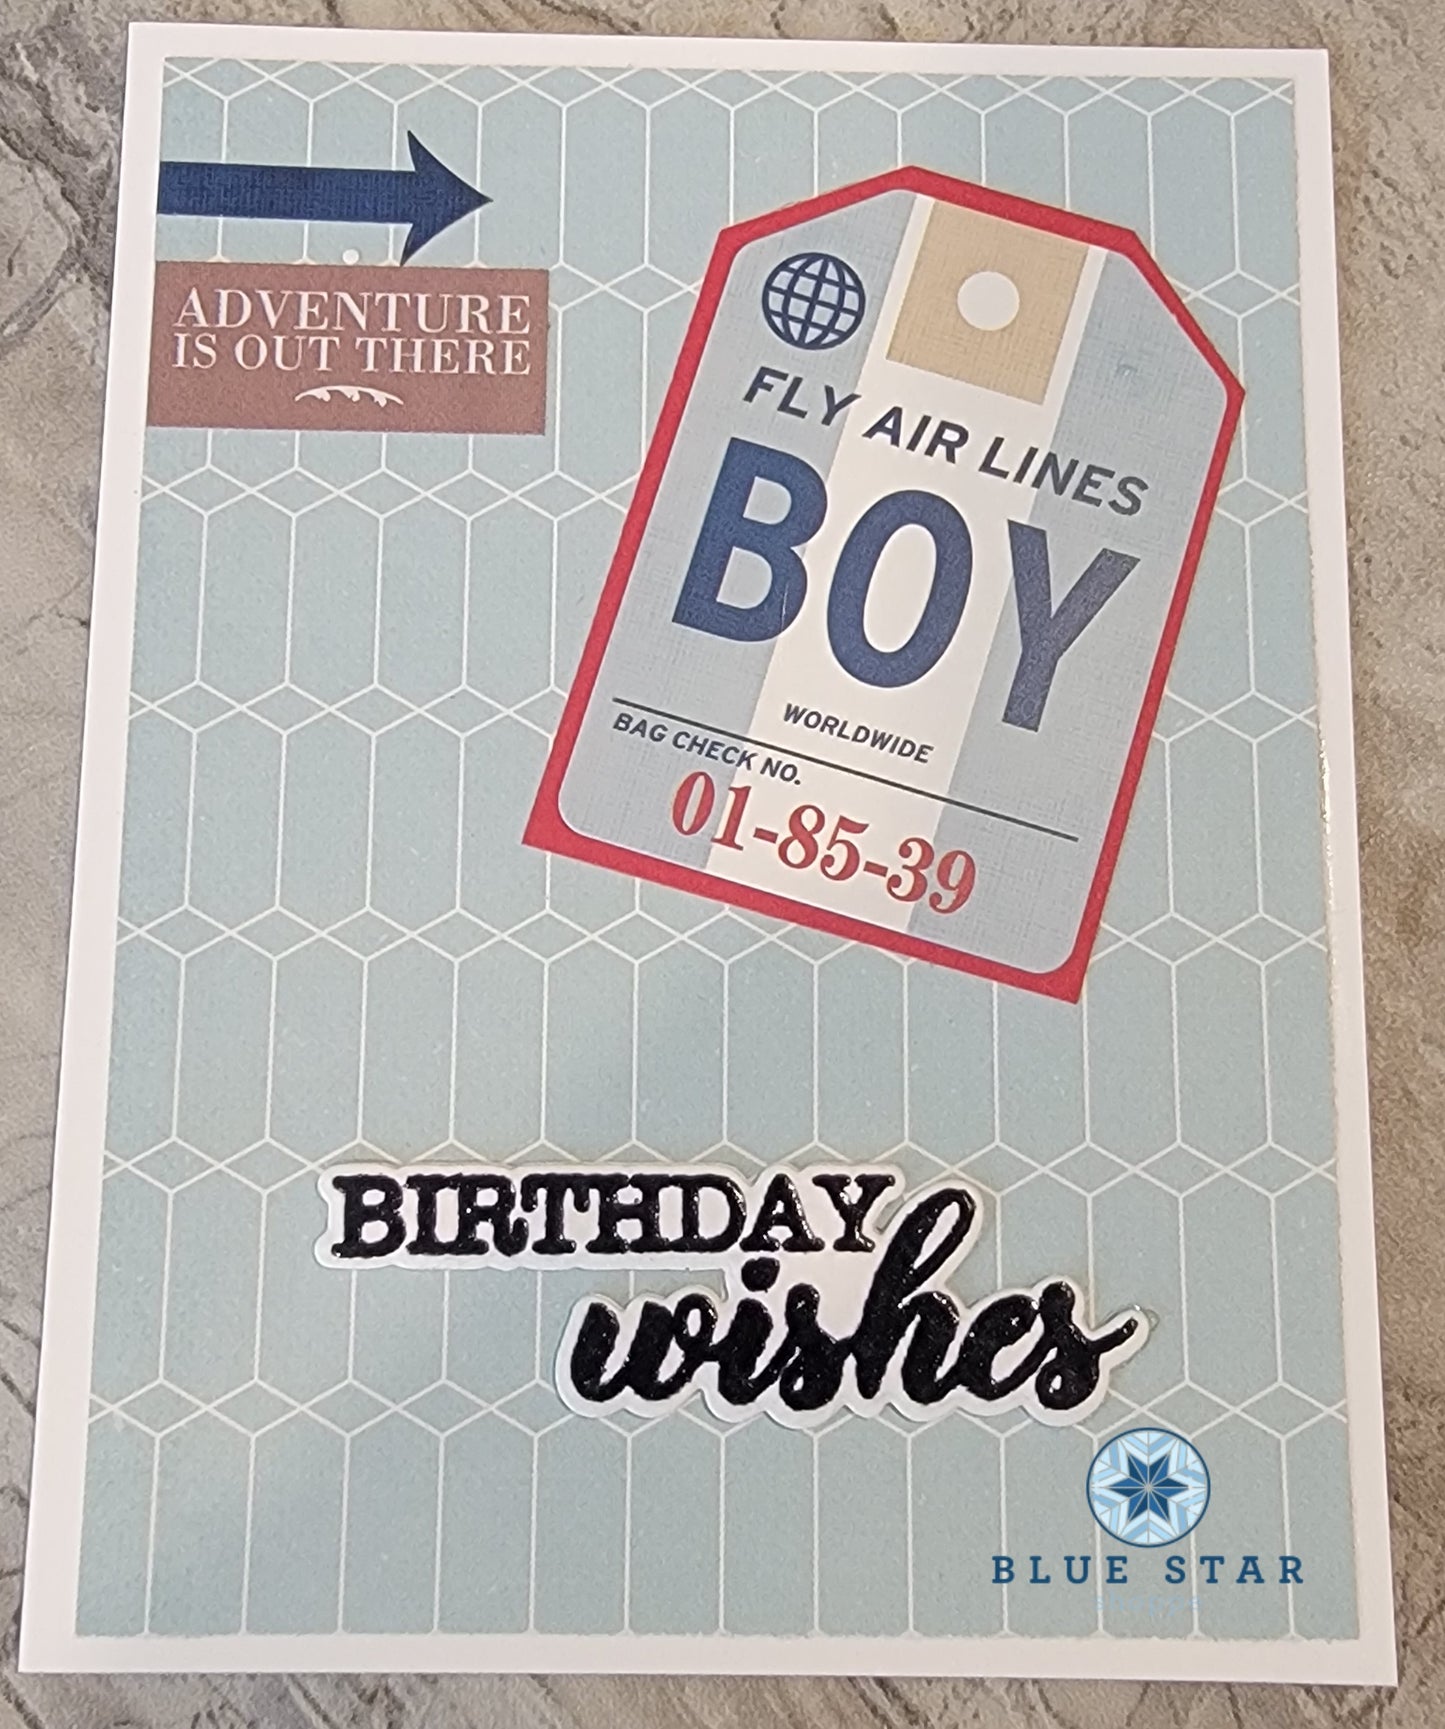 ADVENTURE
IS OUT THERE
FLY AIR LINES
BOY
WORLDWIDE
BAG CHECK NO.
01-85-39
BIRTHDAY
wishes
BLUE STAR